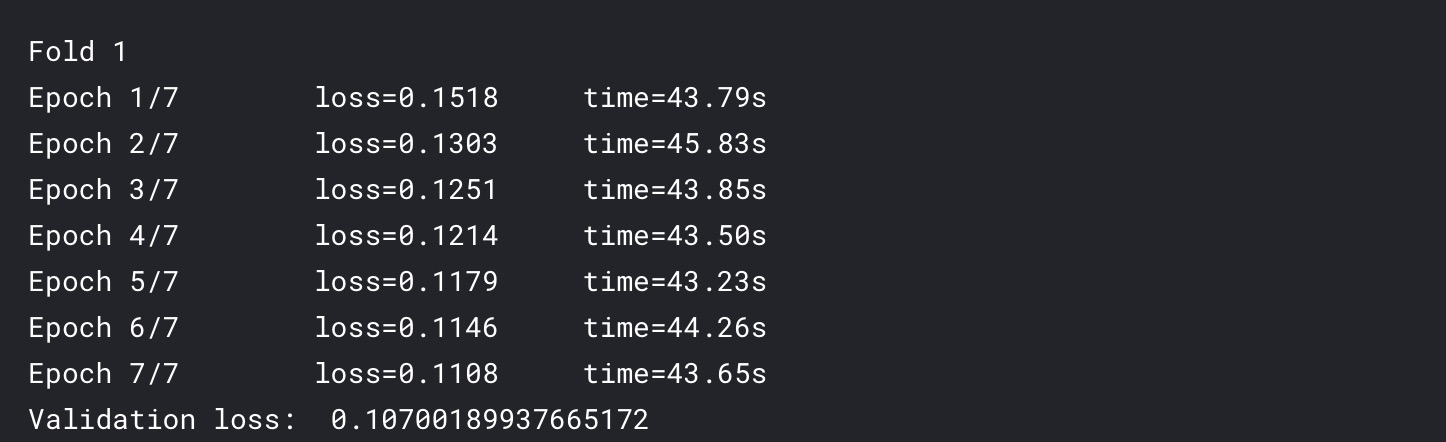 Fold 1
Epoch 1/7 loss=0.1518 time=43.79s
Epoch 2/7 loss=0.1303 time=45.83s
Epoch 3/7 loss=0.1251 time=43.85s
Epoch 4/7 loss=0.1214 time=43.50s
Epoch 5/7 loss=0.1179 time=43.23s
Epoch 6/7 loss=0.1146 time=44.26s
Epoch 7/7 loss=0.1108 time=43.65s
Validation loss: 0.10700189937665172